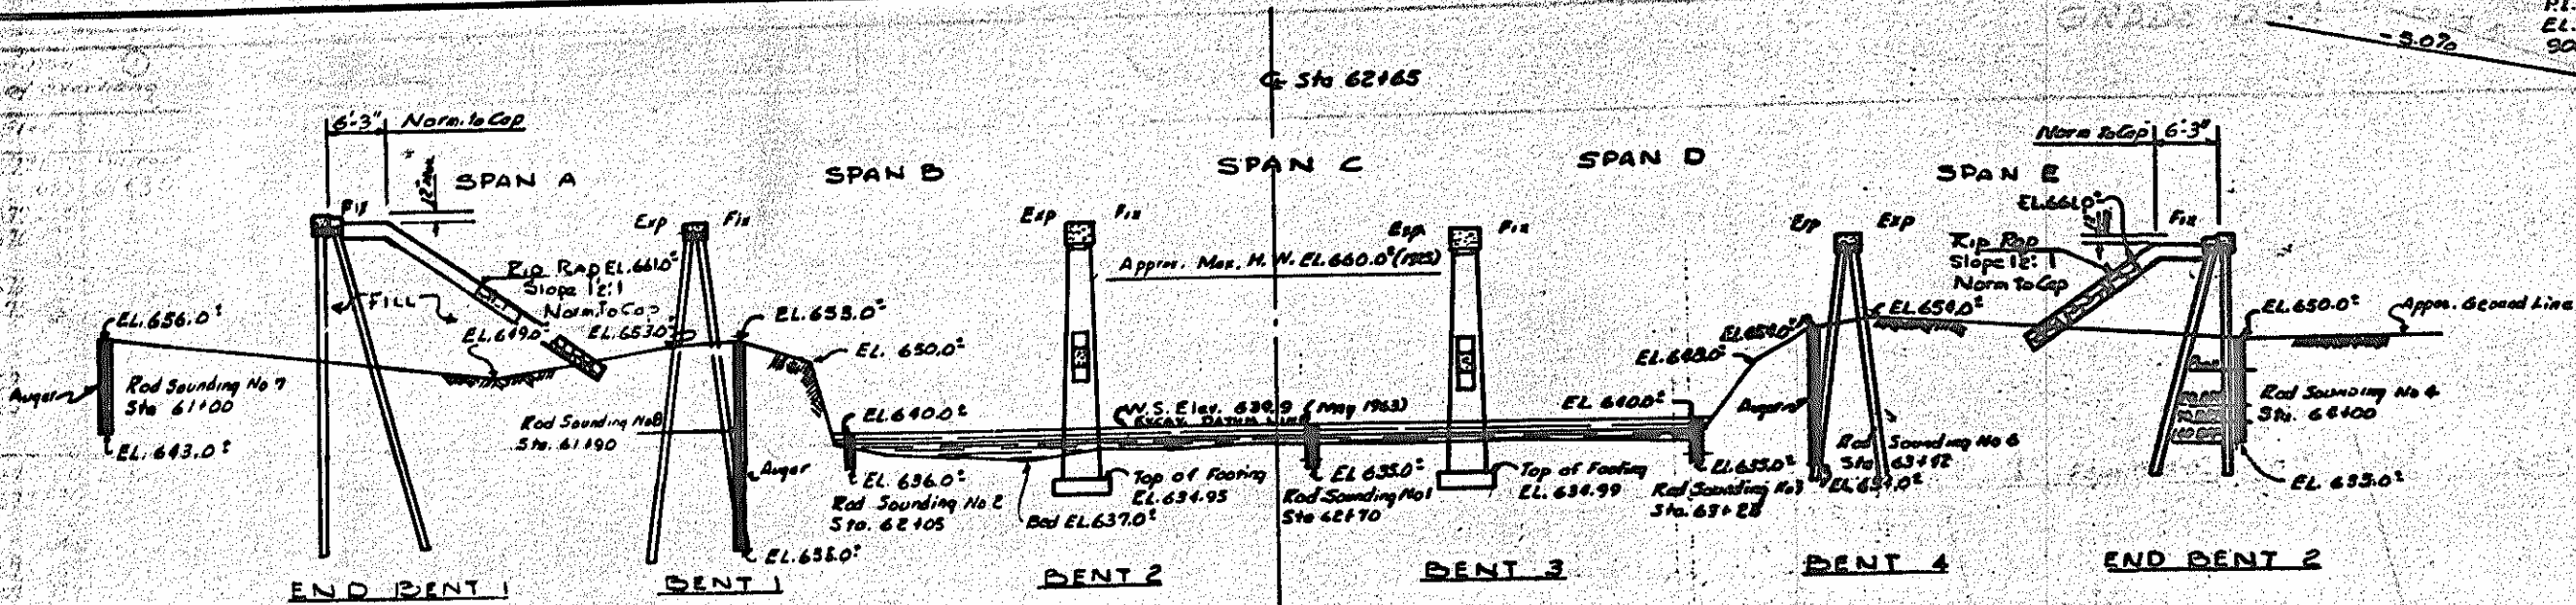 -5.0%
P.I.
EL.
℄ Sta 62+65
6'-3" Norm. to Cap
Norm To Cap 6'-3"
SPAN A
SPAN B
SPAN C
SPAN D
SPAN E
EL.661.0±
Fix
Exp Fix
Exp Fix
Exp Fix
Exp Exp
Fix
Approx. Max. H.W. EL.660.0± (1925)
Rip Rap EL.661.0±
Slope 1½:1
Norm. To Cap
FILL
Rip Rap
Slope 1½:1
Norm To Cap
EL.656.0±
EL.649.0±
EL.653.0±
EL.653.0±
EL. 650.0±
EL.654.0±
EL.654.0±
EL.650.0±
Approx. Ground Line
Auger
Rod Sounding No 7
Sta 61+00
EL.643.0±
Rod Sounding No 8
Sta. 61+90
Auger
EL.640.0±
W.S. Elev. 639.9 (May 1963)
EXCAV. DATUM LINE
EL 640.0±
EL.648.0±
Auger
Rod Sounding No 4
Sta. 64+00
EL. 636.0±
Rod Sounding No 2
Sta. 62+05
Top of Footing
EL.634.95
Bed EL.637.0±
EL 635.0±
Rod Sounding No 1
Sta 62+70
Top of Footing
EL. 634.99
EL.635.0±
Rod Sounding No 3
Sta. 63+28
Rod Sounding No 6
Sta
EL. 635.0±
END BENT 1
BENT 1
BENT 2
BENT 3
BENT 4
END BENT 2